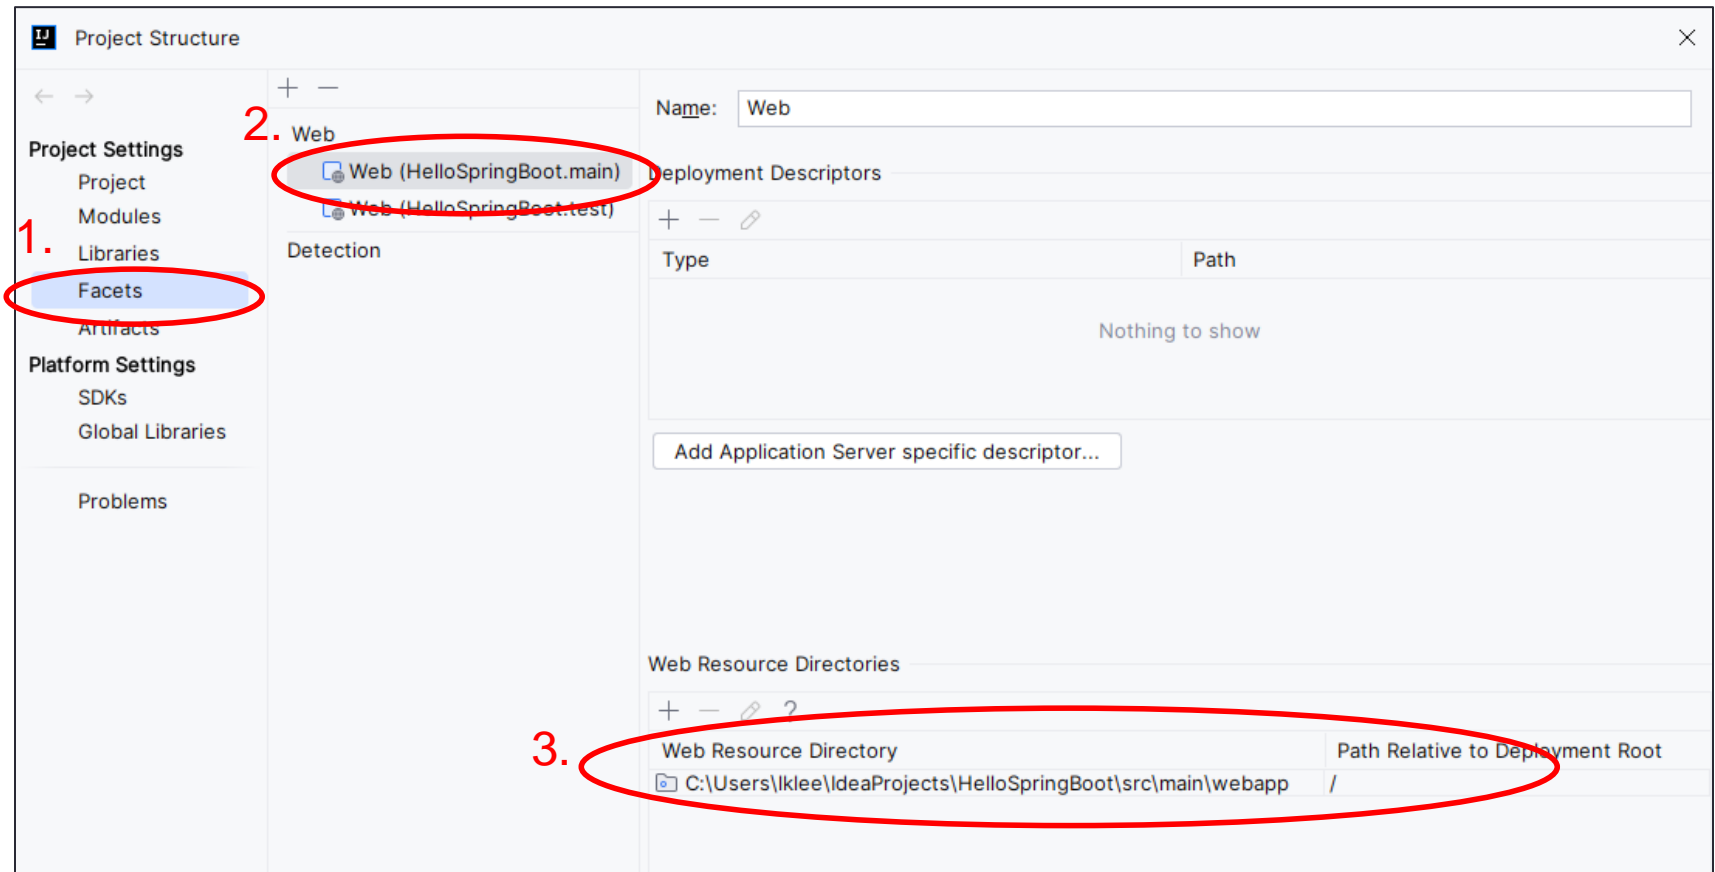 IJ
Project Structure
Project Settings
Project
Modules
1.
Libraries
Facets
Artifacts
Platform Settings
SDKs
Global Libraries
Problems
2.
Web
Web (HelloSpringBoot.main)
Web (HelloSpringBoot.test)
Detection
Name: Web
Deployment Descriptors
Type Path
Nothing to show
Add Application Server specific descriptor...
Web Resource Directories
?
3.
Web Resource Directory Path Relative to Deployment Root
C:\Users\lklee\IdeaProjects\HelloSpringBoot\src\main\webapp /